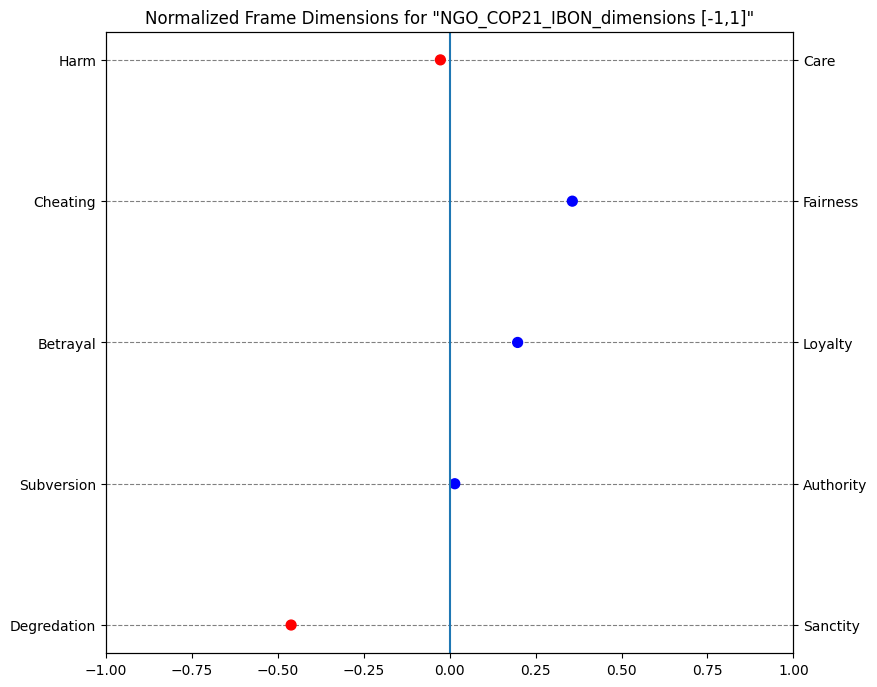 Normalized Frame Dimensions for "NGO_COP21_IBON_dimensions [-1,1]"
Harm
Care
Cheating
Fairness
Betrayal
Loyalty
Subversion
Authority
Degredation
Sanctity
−1.00 −0.75 −0.50 −0.25 0.00 0.25 0.50 0.75 1.00